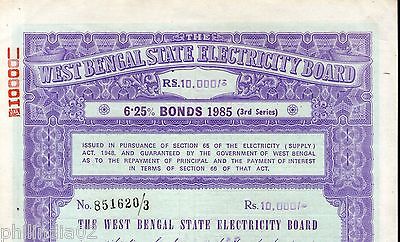 THE
WEST BENGAL STATE ELECTRICITY BOARD
RS. 10,000/-
6·25% BONDS 1985 (3rd Series)
ISSUED IN PURSUANCE OF SECTION 65 OF THE ELECTRICITY (SUPPLY)
ACT, 1948, AND GUARANTEED BY THE GOVERNMENT OF WEST BENGAL
AS TO THE REPAYMENT OF PRINCIPAL AND THE PAYMENT OF INTEREST
IN TERMS OF SECTION 66 OF THAT ACT.
No. 851620/3
Rs. 10,000/-
THE WEST BENGAL STATE ELECTRICITY BOARD
phuldia02